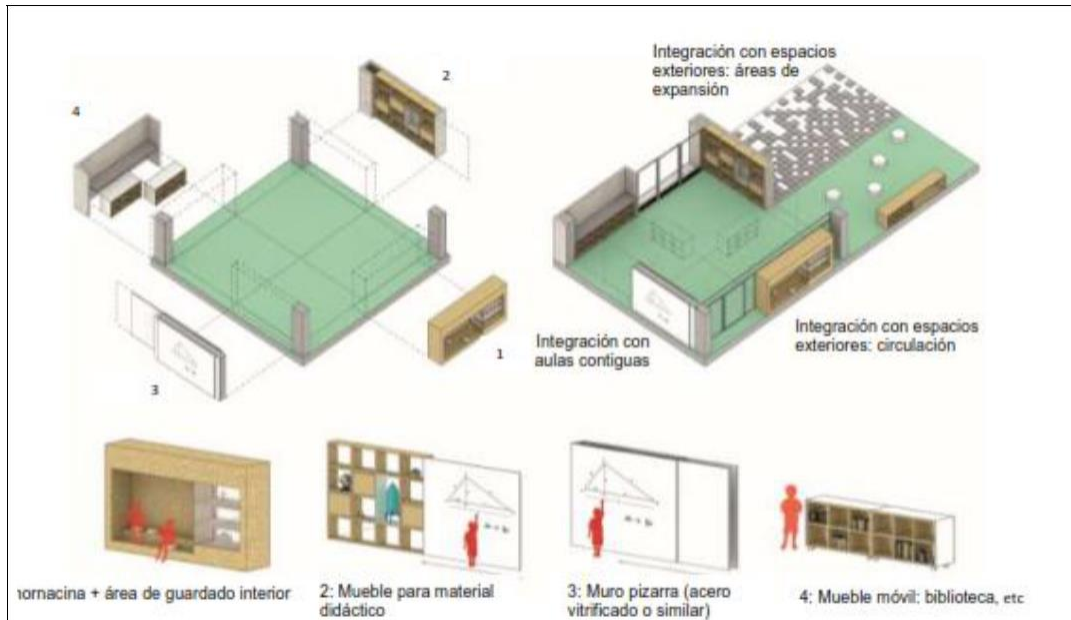 2
4
3
1
Integración con espacios
exteriores: áreas de
expansión
Integración con
aulas contiguas
Integración con espacios
exteriores: circulación
hornacina + área de guardado interior
2: Mueble para material
didáctico
3: Muro pizarra (acero
vitrificado o similar)
4: Mueble móvil: biblioteca, etc